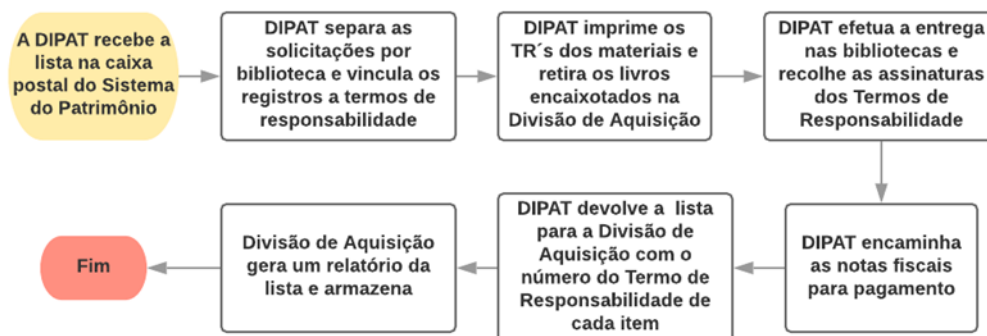 A DIPAT recebe a
lista na caixa
postal do Sistema
do Patrimônio
DIPAT separa as
solicitações por
biblioteca e vincula os
registros a termos de
responsabilidade
DIPAT imprime os
TR´s dos materiais e
retira os livros
encaixotados na
Divisão de Aquisição
DIPAT efetua a entrega
nas bibliotecas e
recolhe as assinaturas
dos Termos de
Responsabilidade
DIPAT encaminha
as notas fiscais
para pagamento
DIPAT devolve a lista
para a Divisão de
Aquisição com o
número do Termo de
Responsabilidade de
cada item
Divisão de Aquisição
gera um relatório da
lista e armazena
Fim